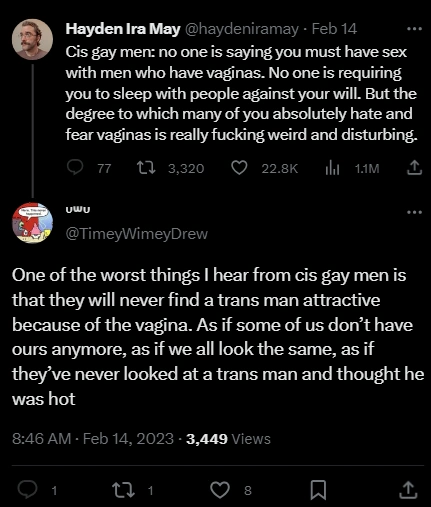 Hayden Ira May @haydeniramay · Feb 14
Cis gay men: no one is saying you must have sex
with men who have vaginas. No one is requiring
you to sleep with people against your will. But the
degree to which many of you absolutely hate and
fear vaginas is really fucking weird and disturbing.
77 3,320 22.8K 1.1M
UWU
@TimeyWimeyDrew
One of the worst things I hear from cis gay men is
that they will never find a trans man attractive
because of the vagina. As if some of us don’t have
ours anymore, as if we all look the same, as if
they’ve never looked at a trans man and thought he
was hot
8:46 AM · Feb 14, 2023 · 3,449 Views
1 1 8